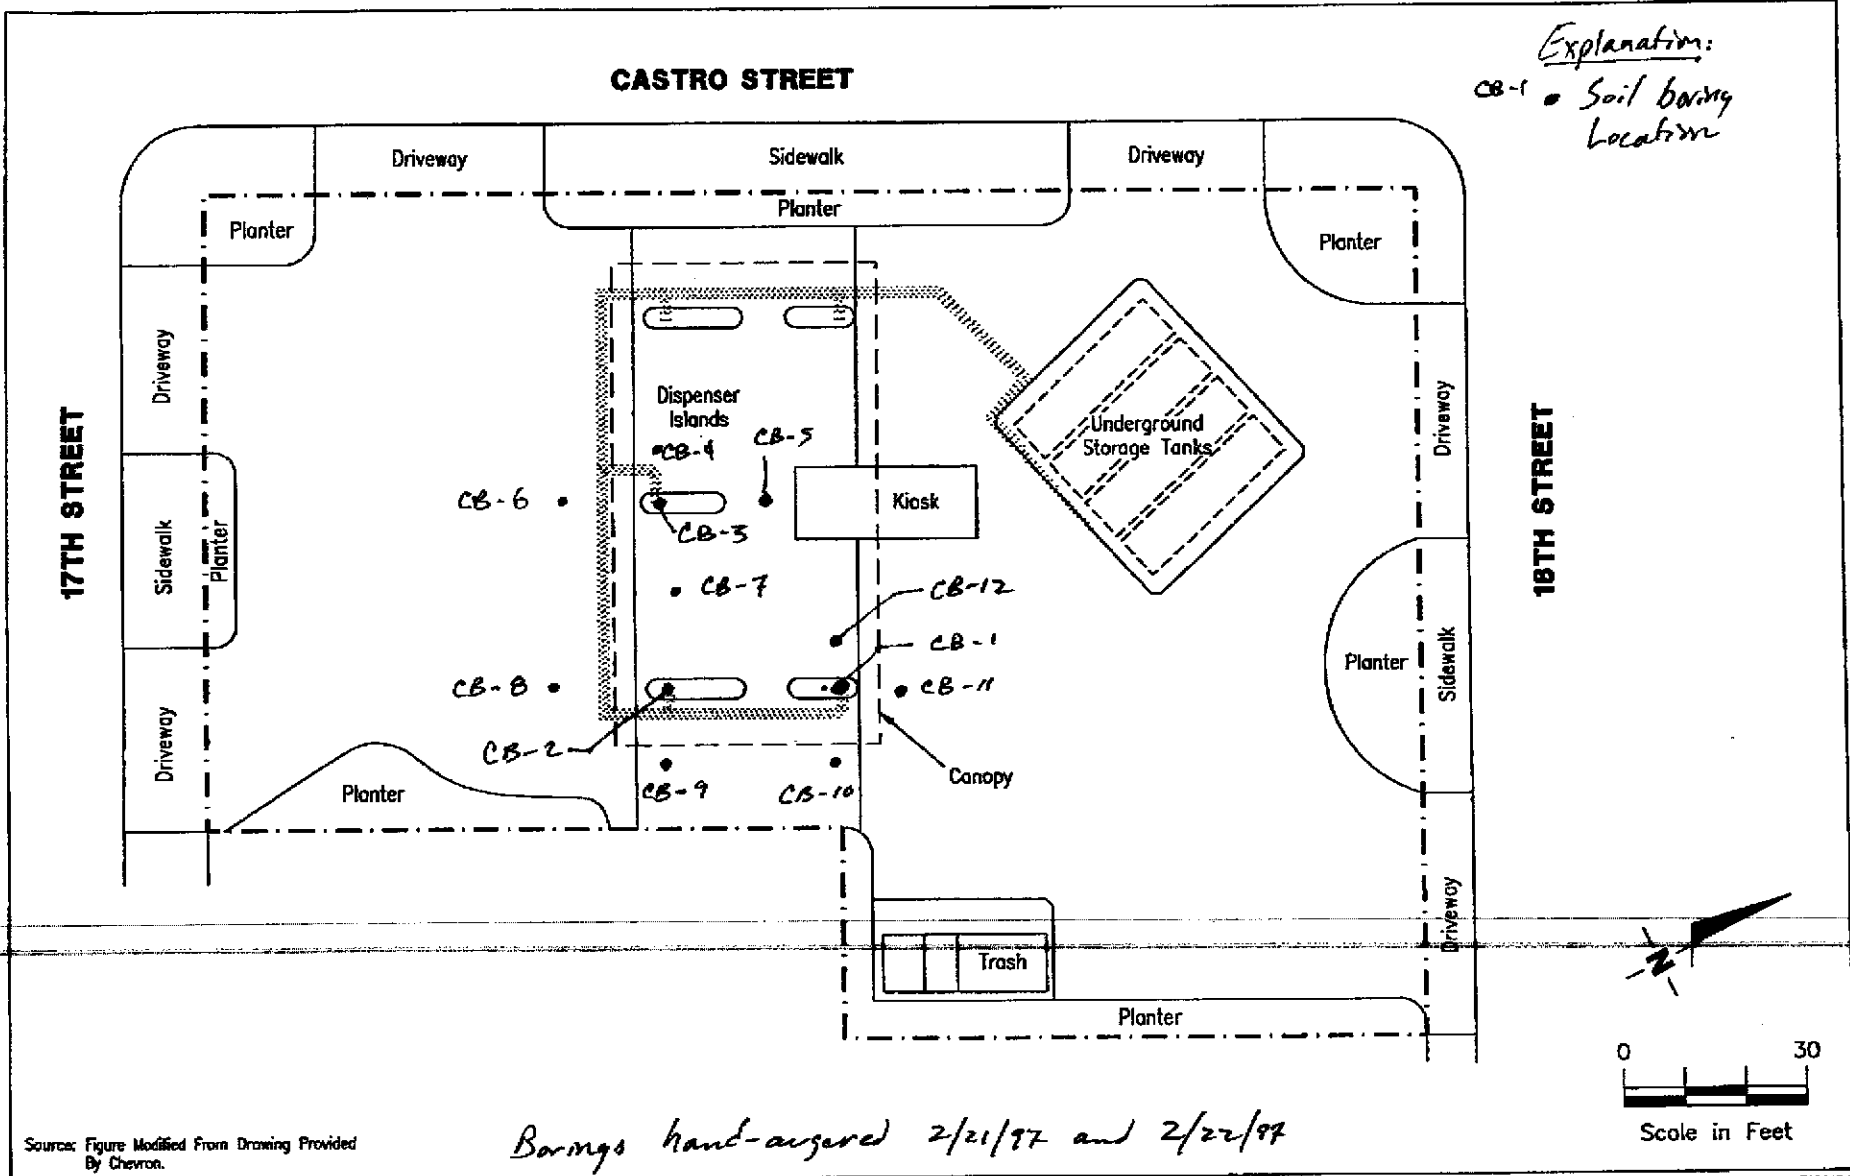 Explanation:
CASTRO STREET
CB-1 • Soil boring
Location
Driveway
Sidewalk
Driveway
Planter
Planter
Planter
Driveway
Dispenser
Islands
CB-4
CB-5
Underground
Storage Tanks
Driveway
17TH STREET
18TH STREET
CB-6
Kiosk
CB-3
Sidewalk
Planter
CB-7
CB-12
CB-1
Planter
Sidewalk
CB-8
CB-11
CB-2
Driveway
Canopy
Planter
CB-9
CB-10
Driveway
Trash
N
Planter
0 30
Scale in Feet
Borings hand-augered 2/21/97 and 2/22/97
Source: Figure Modified From Drawing Provided
By Chevron.